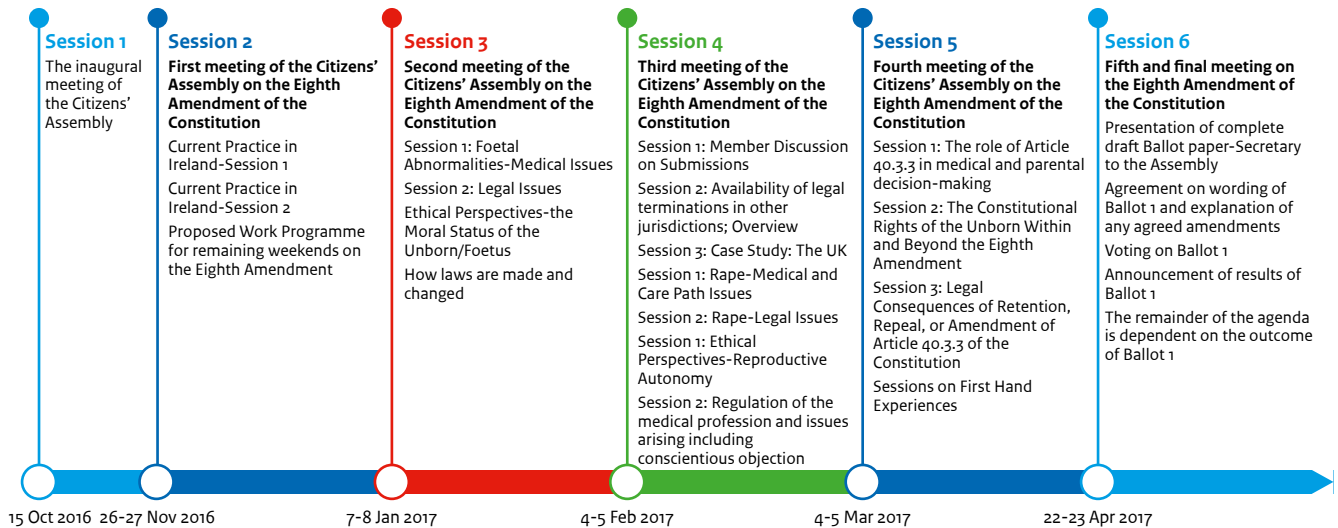 Session 1
The inaugural
meeting of
the Citizens’
Assembly
Session 2
First meeting of the Citizens’
Assembly on the Eighth
Amendment of the
Constitution
Current Practice in
Ireland-Session 1
Current Practice in
Ireland-Session 2
Proposed Work Programme
for remaining weekends on
the Eighth Amendment
Session 3
Second meeting of the
Citizens’ Assembly on the
Eighth Amendment of the
Constitution
Session 1: Foetal
Abnormalities-Medical Issues
Session 2: Legal Issues
Ethical Perspectives-the
Moral Status of the
Unborn/Foetus
How laws are made and
changed
Session 4
Third meeting of the
Citizens’ Assembly on the
Eighth Amendment of the
Constitution
Session 1: Member Discussion
on Submissions
Session 2: Availability of legal
terminations in other
jurisdictions; Overview
Session 3: Case Study: The UK
Session 1: Rape-Medical and
Care Path Issues
Session 2: Rape-Legal Issues
Session 1: Ethical
Perspectives-Reproductive
Autonomy
Session 2: Regulation of the
medical profession and issues
arising including
conscientious objection
Session 5
Fourth meeting of the
Citizens’ Assembly on the
Eighth Amendment of the
Constitution
Session 1: The role of Article
40.3.3 in medical and parental
decision-making
Session 2: The Constitutional
Rights of the Unborn Within
and Beyond the Eighth
Amendment
Session 3: Legal
Consequences of Retention,
Repeal, or Amendment of
Article 40.3.3 of the
Constitution
Sessions on First Hand
Experiences
Session 6
Fifth and final meeting on
the Eighth Amendment of
the Constitution
Presentation of complete
draft Ballot paper-Secretary
to the Assembly
Agreement on wording of
Ballot 1 and explanation of
any agreed amendments
Voting on Ballot 1
Announcement of results of
Ballot 1
The remainder of the agenda
is dependent on the outcome
of Ballot 1
15 Oct 2016
26-27 Nov 2016
7-8 Jan 2017
4-5 Feb 2017
4-5 Mar 2017
22-23 Apr 2017